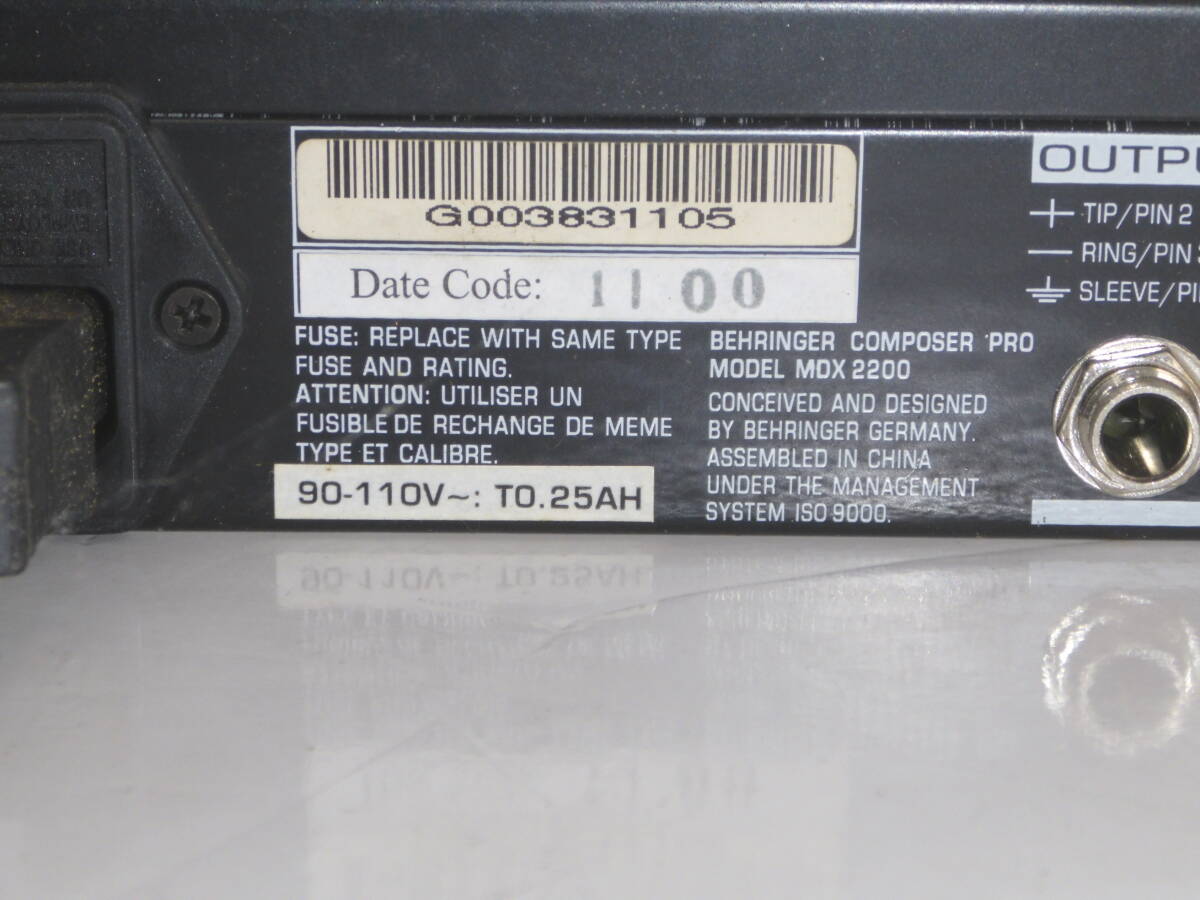 G003831105
Date Code: 1100
FUSE: REPLACE WITH SAME TYPE
FUSE AND RATING.
ATTENTION: UTILISER UN
FUSIBLE DE RECHANGE DE MEME
TYPE ET CALIBRE.
90-110V~: T0.25AH
BEHRINGER COMPOSER PRO
MODEL MDX 2200
CONCEIVED AND DESIGNED
BY BEHRINGER GERMANY.
ASSEMBLED IN CHINA
UNDER THE MANAGEMENT
SYSTEM ISO 9000.
OUTPU
TIP/PIN 2
RING/PIN
SLEEVE/PI